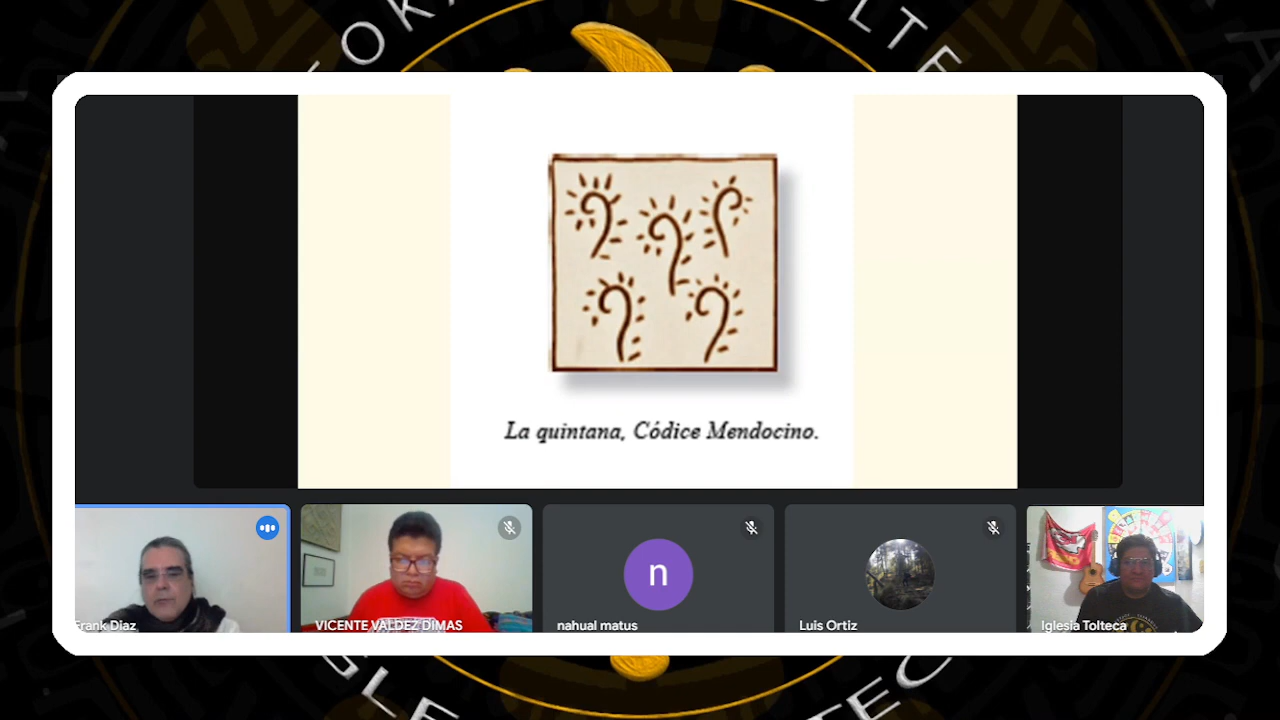 La quintana, Códice Mendocino.
Frank Diaz
VICENTE VALDEZ DIMAS
nahual matus
Luis Ortiz
Iglesia Tolteca
n